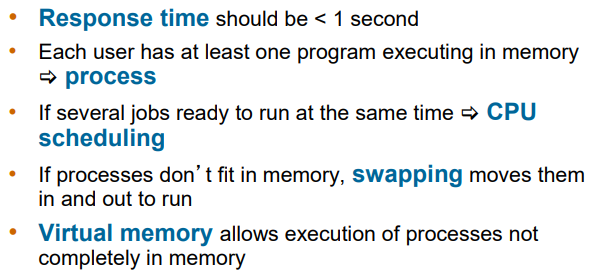 • Response time should be < 1 second
• Each user has at least one program executing in memory
⇨ process
• If several jobs ready to run at the same time ⇨ CPU
scheduling
• If processes don’t fit in memory, swapping moves them
in and out to run
• Virtual memory allows execution of processes not
completely in memory